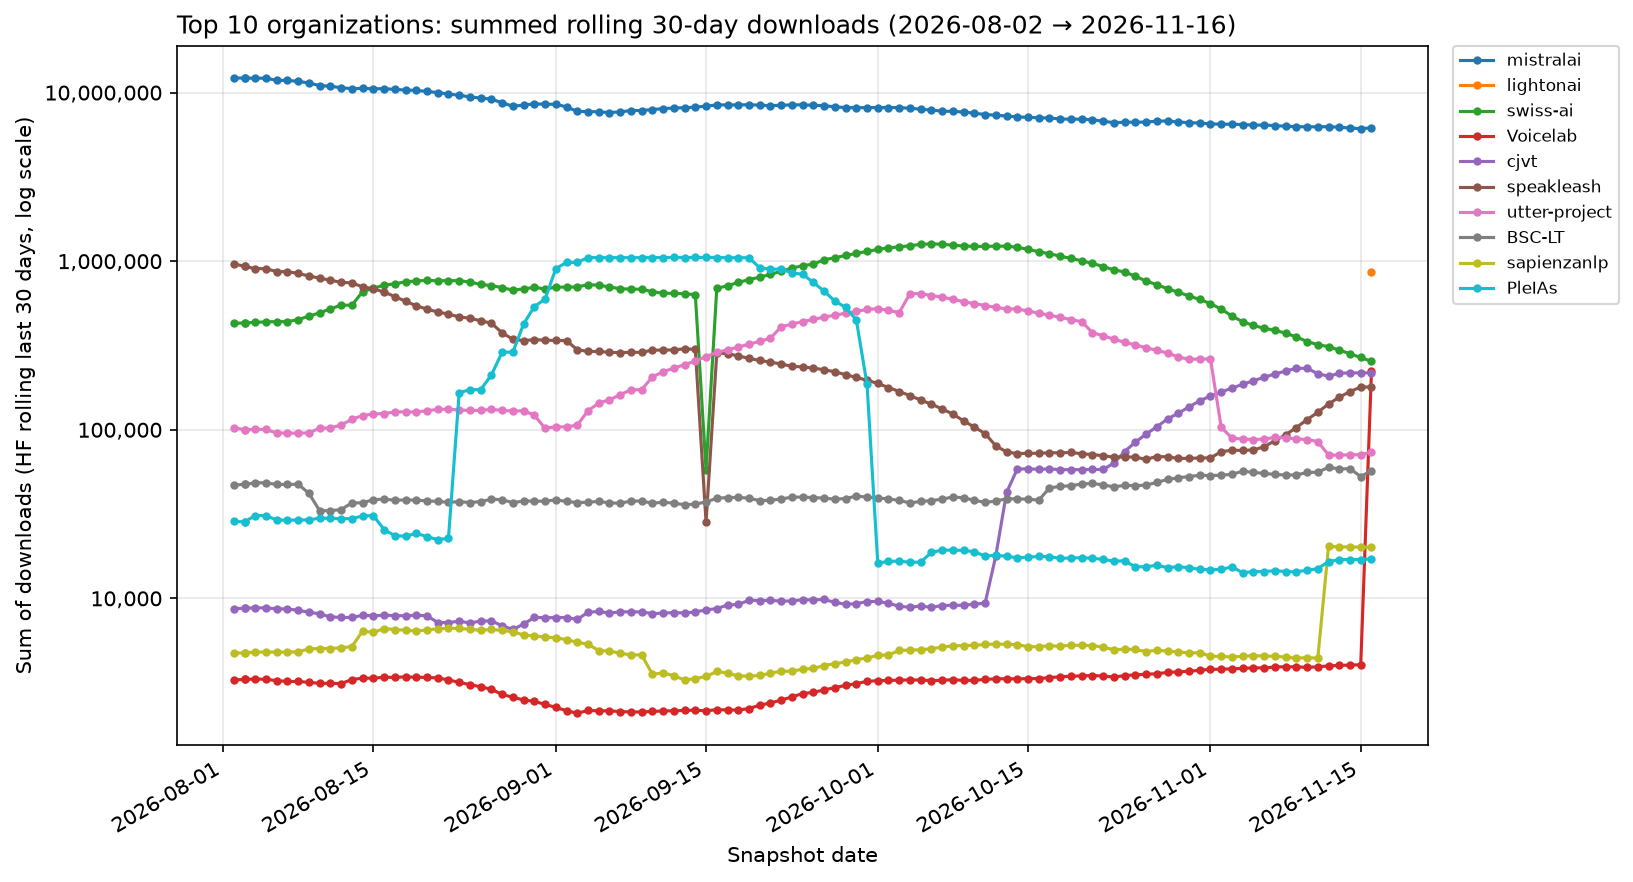 Top 10 organizations: summed rolling 30-day downloads (2026-08-02 → 2026-11-16)
Sum of downloads (HF rolling last 30 days, log scale)
10,000,000
1,000,000
100,000
10,000
2026-08-01
2026-08-15
2026-09-01
2026-09-15
2026-10-01
2026-10-15
2026-11-01
2026-11-15
Snapshot date
mistralai
lightonai
swiss-ai
Voicelab
cjvt
speakleash
utter-project
BSC-LT
sapienzanlp
PleIAs